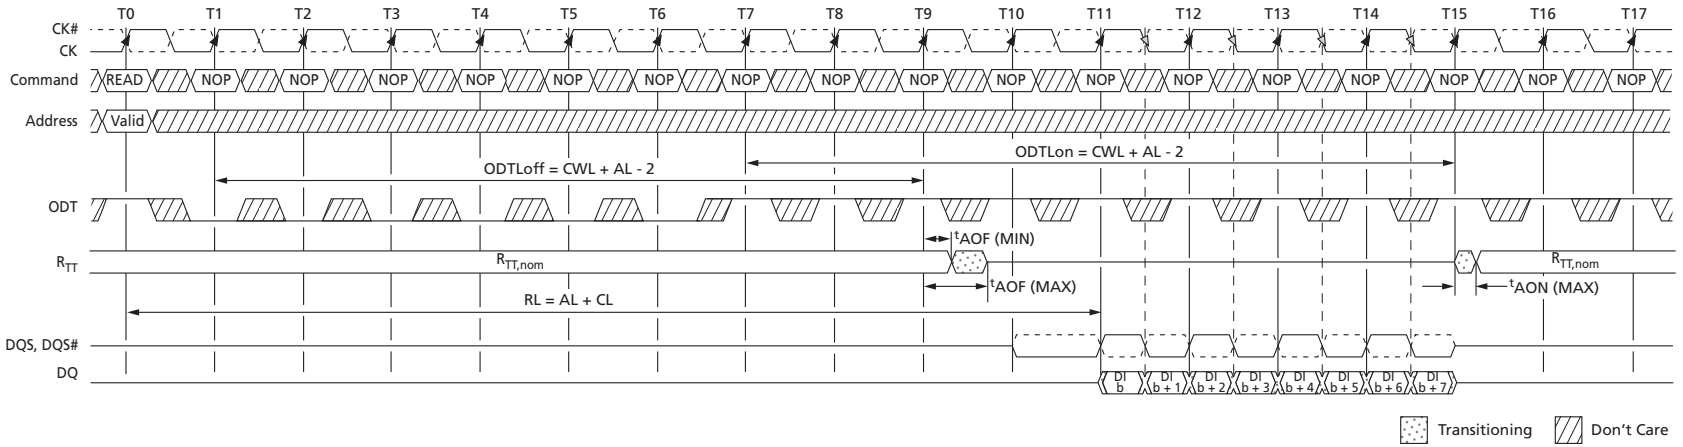 T0 T1 T2 T3 T4 T5 T6 T7 T8 T9 T10 T11 T12 T13 T14 T15 T16 T17
CK#
CK
Command READ NOP NOP NOP NOP NOP NOP NOP NOP NOP NOP NOP NOP NOP NOP NOP NOP NOP
Address Valid
ODTLon = CWL + AL - 2
ODTLoff = CWL + AL - 2
ODT
tAOF (MIN)
RTT RTT,nom RTT,nom
tAOF (MAX) tAON (MAX)
RL = AL + CL
DQS, DQS#
DQ
DI DI DI DI DI DI DI DI
b b + 1 b + 2 b + 3 b + 4 b + 5 b + 6 b + 7
Transitioning Don't Care